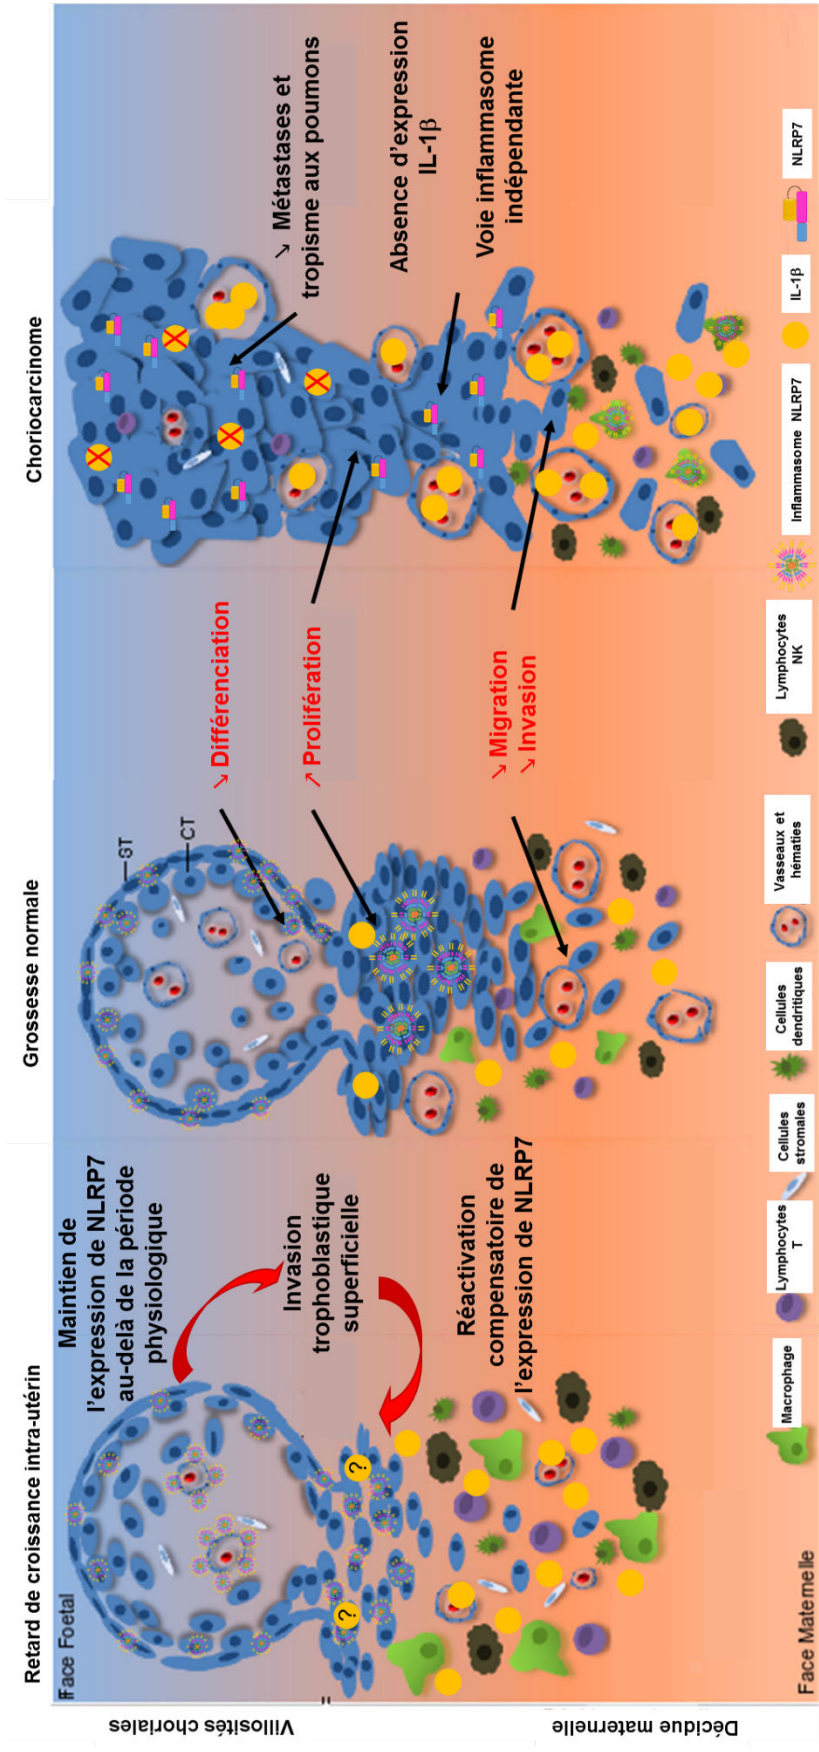 Retard de croissance intra-utérin
Grossesse normale
Choriocarcinome
Fface Foetal
Villosités choriales
=
Décidue maternelle
Face Maternelle
Maintien de
l'expression de NLRP7
au-delà de la période
physiologique
Invasion
trophoblastique
superficielle
Réactivation
compensatoire de
l'expression de NLRP7
?
?
ST
CT
↘ Différenciation
↗ Prolifération
↘ Migration
↘ Invasion
↘ Métastases et
tropisme aux poumons
Absence d'expression
IL-1β
Voie inflammasome
indépendante
Macrophage
Lymphocytes
T
Cellules
stromales
Cellules
dendritiques
Vasseaux et
hématies
Lymphocytes
NK
Inflammasome NLRP7
IL-1β
NLRP7